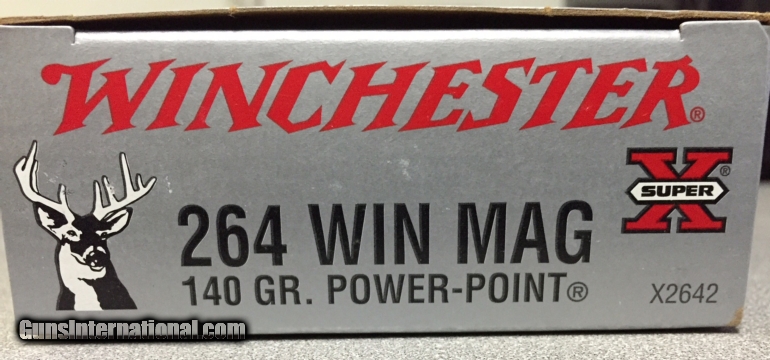 WINCHESTER®
X®
SUPER
264 WIN MAG
140 GR. POWER-POINT®
X2642
GunsInternational.com